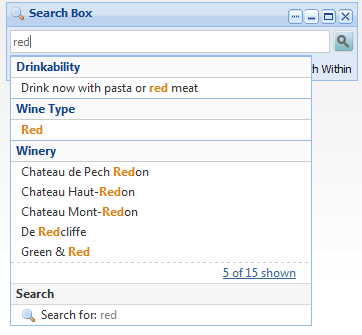 Search Box
red
h Within
Drinkability
Drink now with pasta or red meat
Wine Type
Red
Winery
Chateau de Pech Redon
Chateau Haut-Redon
Chateau Mont-Redon
De Redcliffe
Green & Red
5 of 15 shown
Search
Search for: red